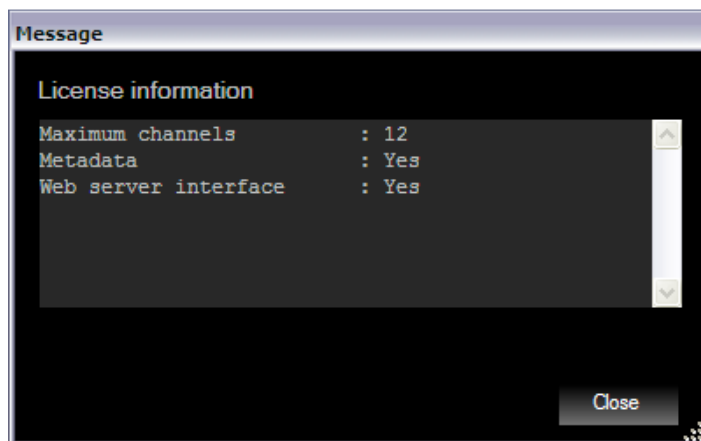 Message
License information
Maximum channels : 12
Metadata : Yes
Web server interface : Yes
Close